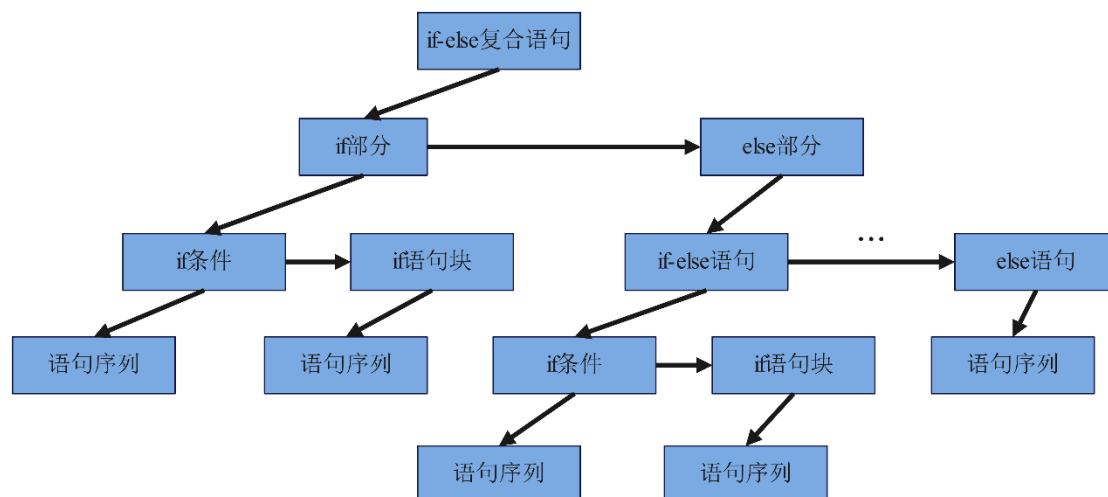 if-else复合语句
if部分
else部分
if条件
if语句块
if-else语句
…
else语句
语句序列
语句序列
if条件
if语句块
语句序列
语句序列
语句序列